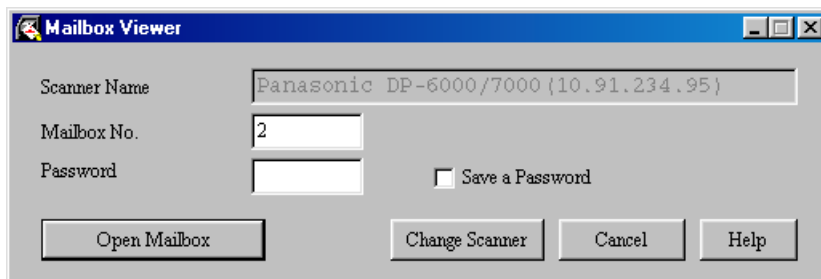 Mailbox Viewer
Scanner Name Panasonic DP-6000/7000(10.91.234.95)
Mailbox No. 2
Password Save a Password
Open Mailbox Change Scanner Cancel Help